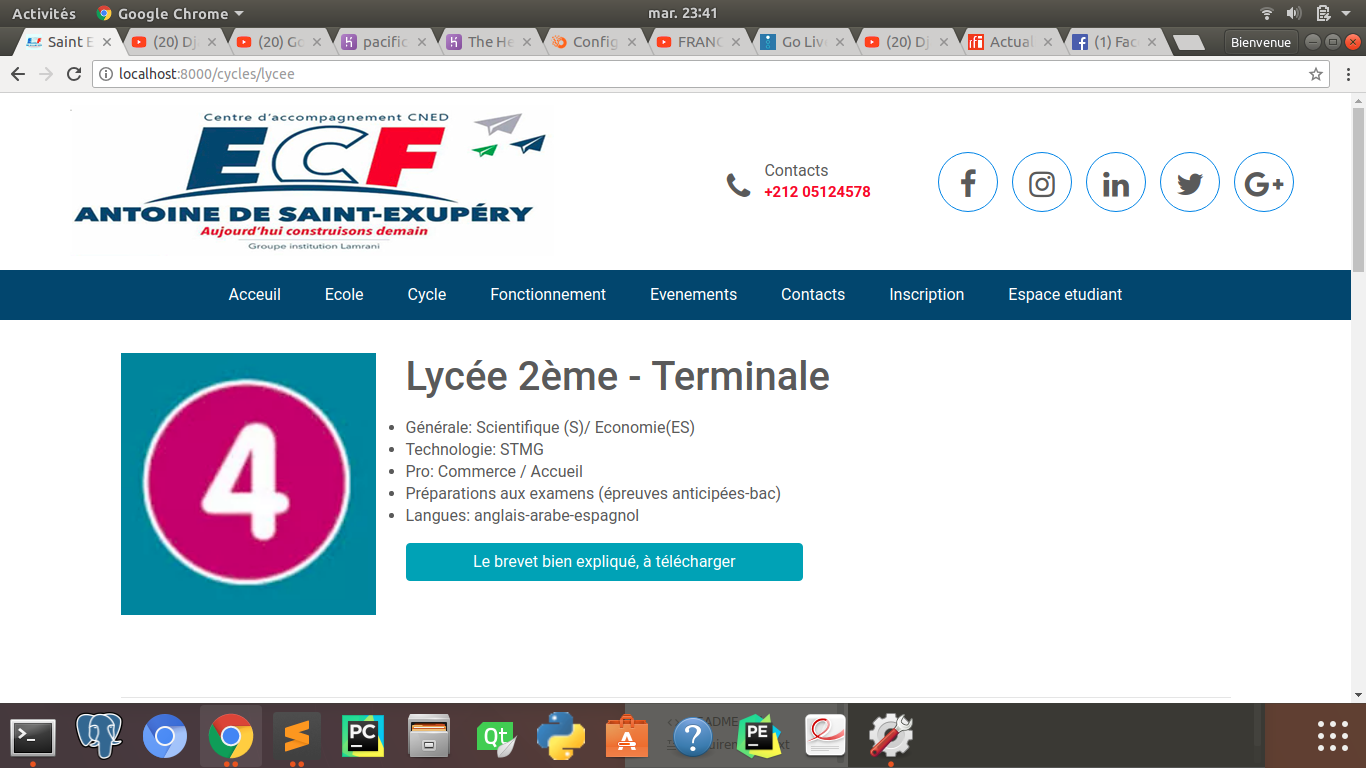 Activités Google Chrome mar. 23:41
Saint E (20) Dj (20) Go pacific The He Config FRANC Go Live (20) Dj Actual (1) Fac Bienvenue
localhost:8000/cycles/lycee
Centre d'accompagnement CNED
ECF
ANTOINE DE SAINT-EXUPÉRY
Aujourd'hui construisons demain
Groupe institution Lamrani
Contacts
+212 05124578
Acceuil Ecole Cycle Fonctionnement Evenements Contacts Inscription Espace etudiant
4
Lycée 2ème - Terminale
Générale: Scientifique (S)/ Economie(ES)
Technologie: STMG
Pro: Commerce / Accueil
Préparations aux examens (épreuves anticipées-bac)
Langues: anglais-arabe-espagnol
Le brevet bien expliqué, à télécharger